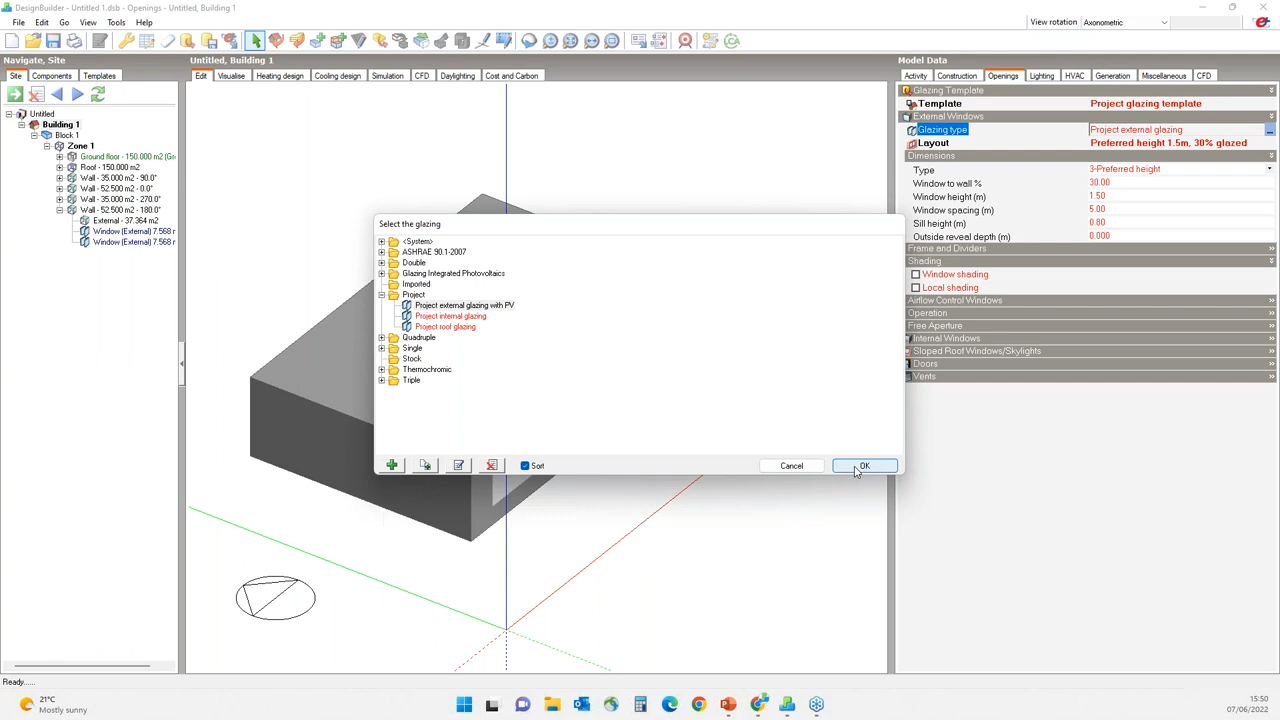 DesignBuilder - Untitled 1.dsb - Openings - Untitled, Building 1
File Edit Go View Tools Help
View rotation Axonometric
Navigate, Site
Site Components Templates
Untitled
Building 1
Block 1
Zone 1
Ground floor - 150.000 m2 (Gr
Roof - 150.000 m2
Wall - 35.000 m2 - 90.0°
Wall - 52.500 m2 - 0.0°
Wall - 35.000 m2 - 270.0°
Wall - 52.500 m2 - 180.0°
External - 37.364 m2
Window (External) 7.568 r
Window (External) 7.568 r
Untitled, Building 1
Edit Visualise Heating design Cooling design Simulation CFD Daylighting Cost and Carbon
Select the glazing
<System>
ASHRAE 90.1-2007
Double
Glazing Integrated Photovoltaics
Imported
Project
Project external glazing with PV
Project internal glazing
Project roof glazing
Quadruple
Single
Stock
Thermochromic
Triple
Sort
Cancel
OK
Model Data
Activity Construction Openings Lighting HVAC Generation Miscellaneous CFD
Glazing Template
Template Project glazing template
External Windows
Glazing type Project external glazing
Layout Preferred height 1.5m, 30% glazed
Dimensions
Type 3-Preferred height
Window to wall % 30.00
Window height (m) 1.50
Window spacing (m) 5.00
Sill height (m) 0.80
Outside reveal depth (m) 0.000
Frame and Dividers
Shading
Window shading
Local shading
Airflow Control Windows
Operation
Free Aperture
Internal Windows
Sloped Roof Windows/Skylights
Doors
Vents
Ready......
21°C
Mostly sunny
15:50
07/06/2022